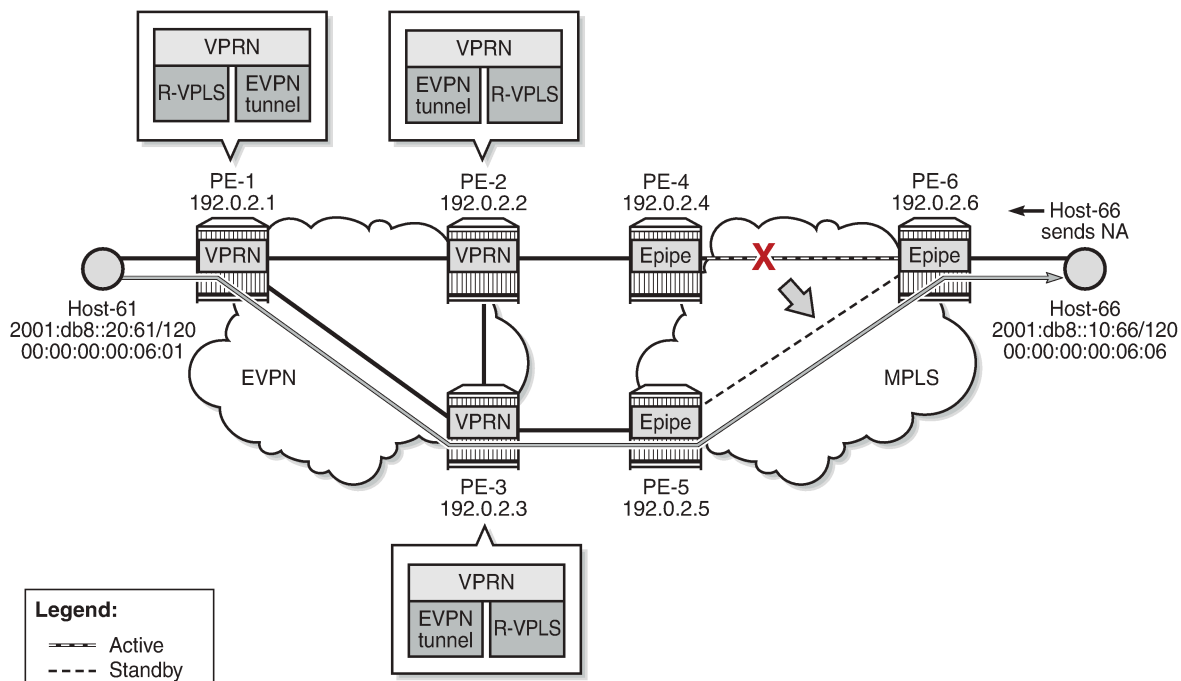 VPRN
R-VPLS
EVPN
tunnel
VPRN
EVPN
tunnel
R-VPLS
PE-1
192.0.2.1
PE-2
192.0.2.2
PE-4
192.0.2.4
PE-6
192.0.2.6
Host-66
sends NA
VPRN
VPRN
Epipe
X
Epipe
Host-61
2001:db8::20:61/120
00:00:00:00:06:01
Host-66
2001:db8::10:66/120
00:00:00:00:06:06
EVPN
MPLS
VPRN
Epipe
PE-3
192.0.2.3
PE-5
192.0.2.5
VPRN
EVPN
tunnel
R-VPLS
Legend:
Active
Standby